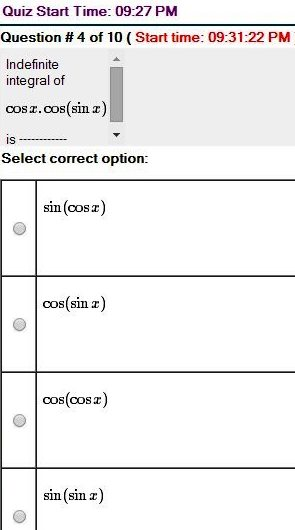 Quiz Start Time: 09:27 PM
Question # 4 of 10 ( Start time: 09:31:22 PM
Indefinite
integral of
cos x. cos(sin x)
is ------------
Select correct option:
sin (cos x)
cos(sin x)
cos(cos x)
sin (sin x)